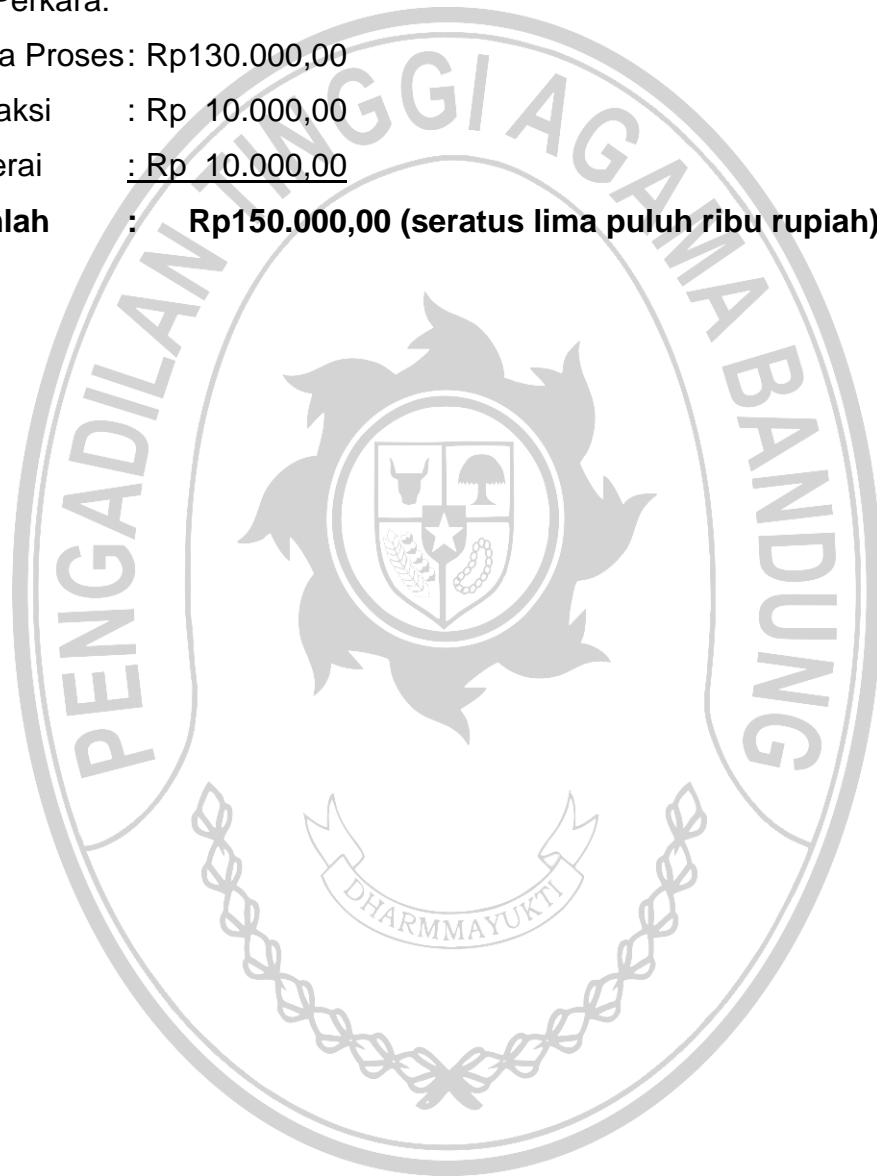 Perkara:
a Proses: Rp130.000,00
aksi : Rp 10.000,00
erai : Rp 10.000,00
nlah : Rp150.000,00 (seratus lima puluh ribu rupiah)
PENGADILAN TINGGI AGAMA BANDUNG
DHARMMAYUKTI